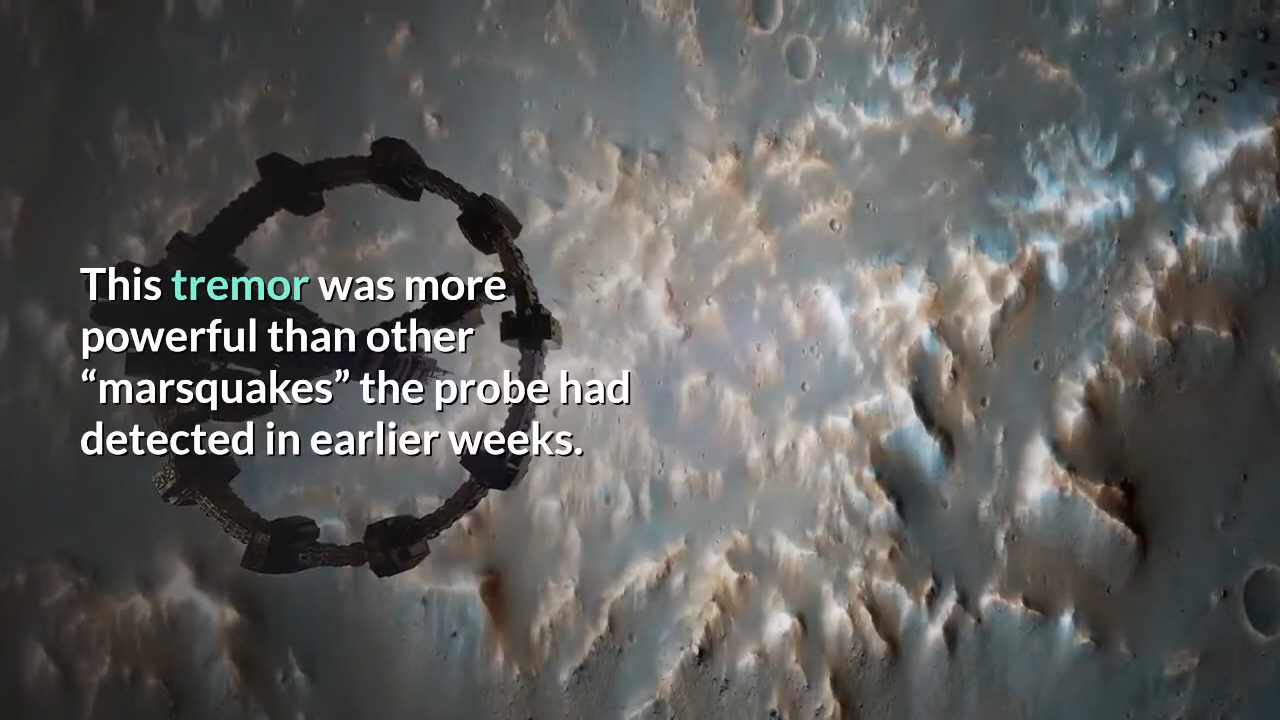 This tremor was more
powerful than other
“marsquakes” the probe had
detected in earlier weeks.